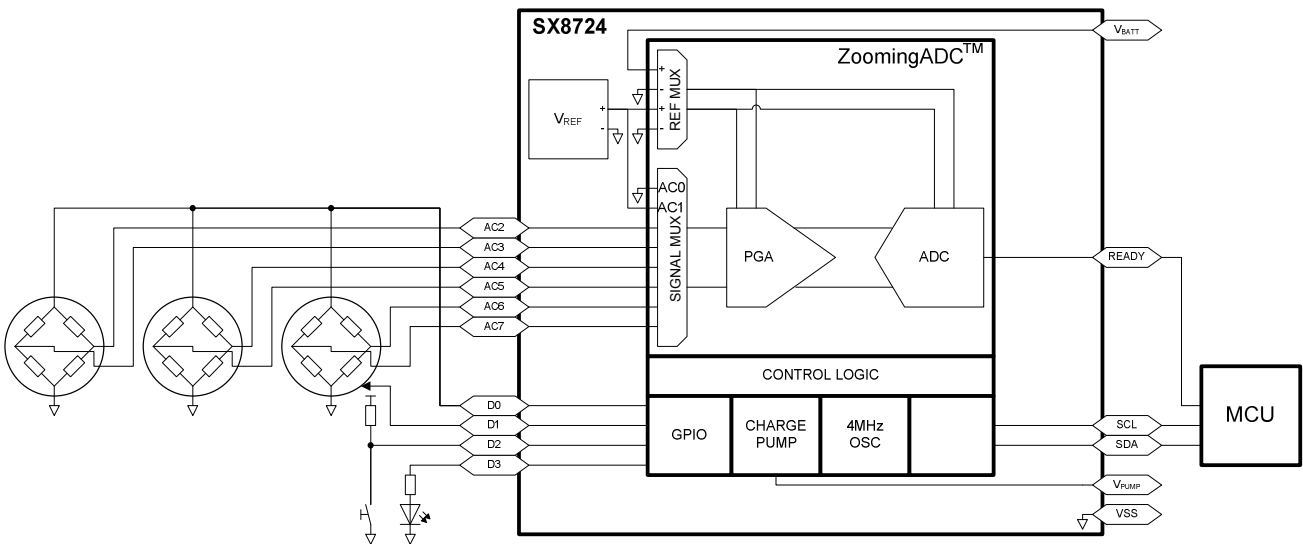 SX8724
VBATT
ZoomingADC™
VREF
+
-
+
-
+
-
REF MUX
AC0
AC1
SIGNAL MUX
AC2
AC3
AC4
AC5
AC6
AC7
PGA
ADC
READY
CONTROL LOGIC
D0
D1
D2
D3
GPIO
CHARGE
PUMP
4MHz
OSC
SCL
SDA
MCU
VPUMP
VSS